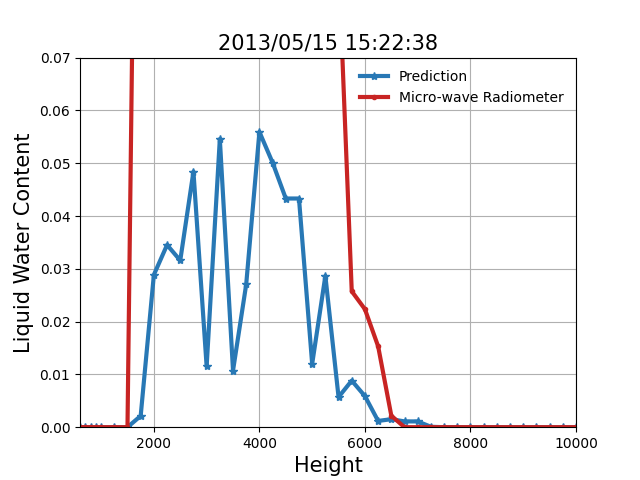 2013/05/15 15:22:38
Prediction
Micro-wave Radiometer
Liquid Water Content
0.07
0.06
0.05
0.04
0.03
0.02
0.01
0.00
2000 4000 6000 8000 10000
Height